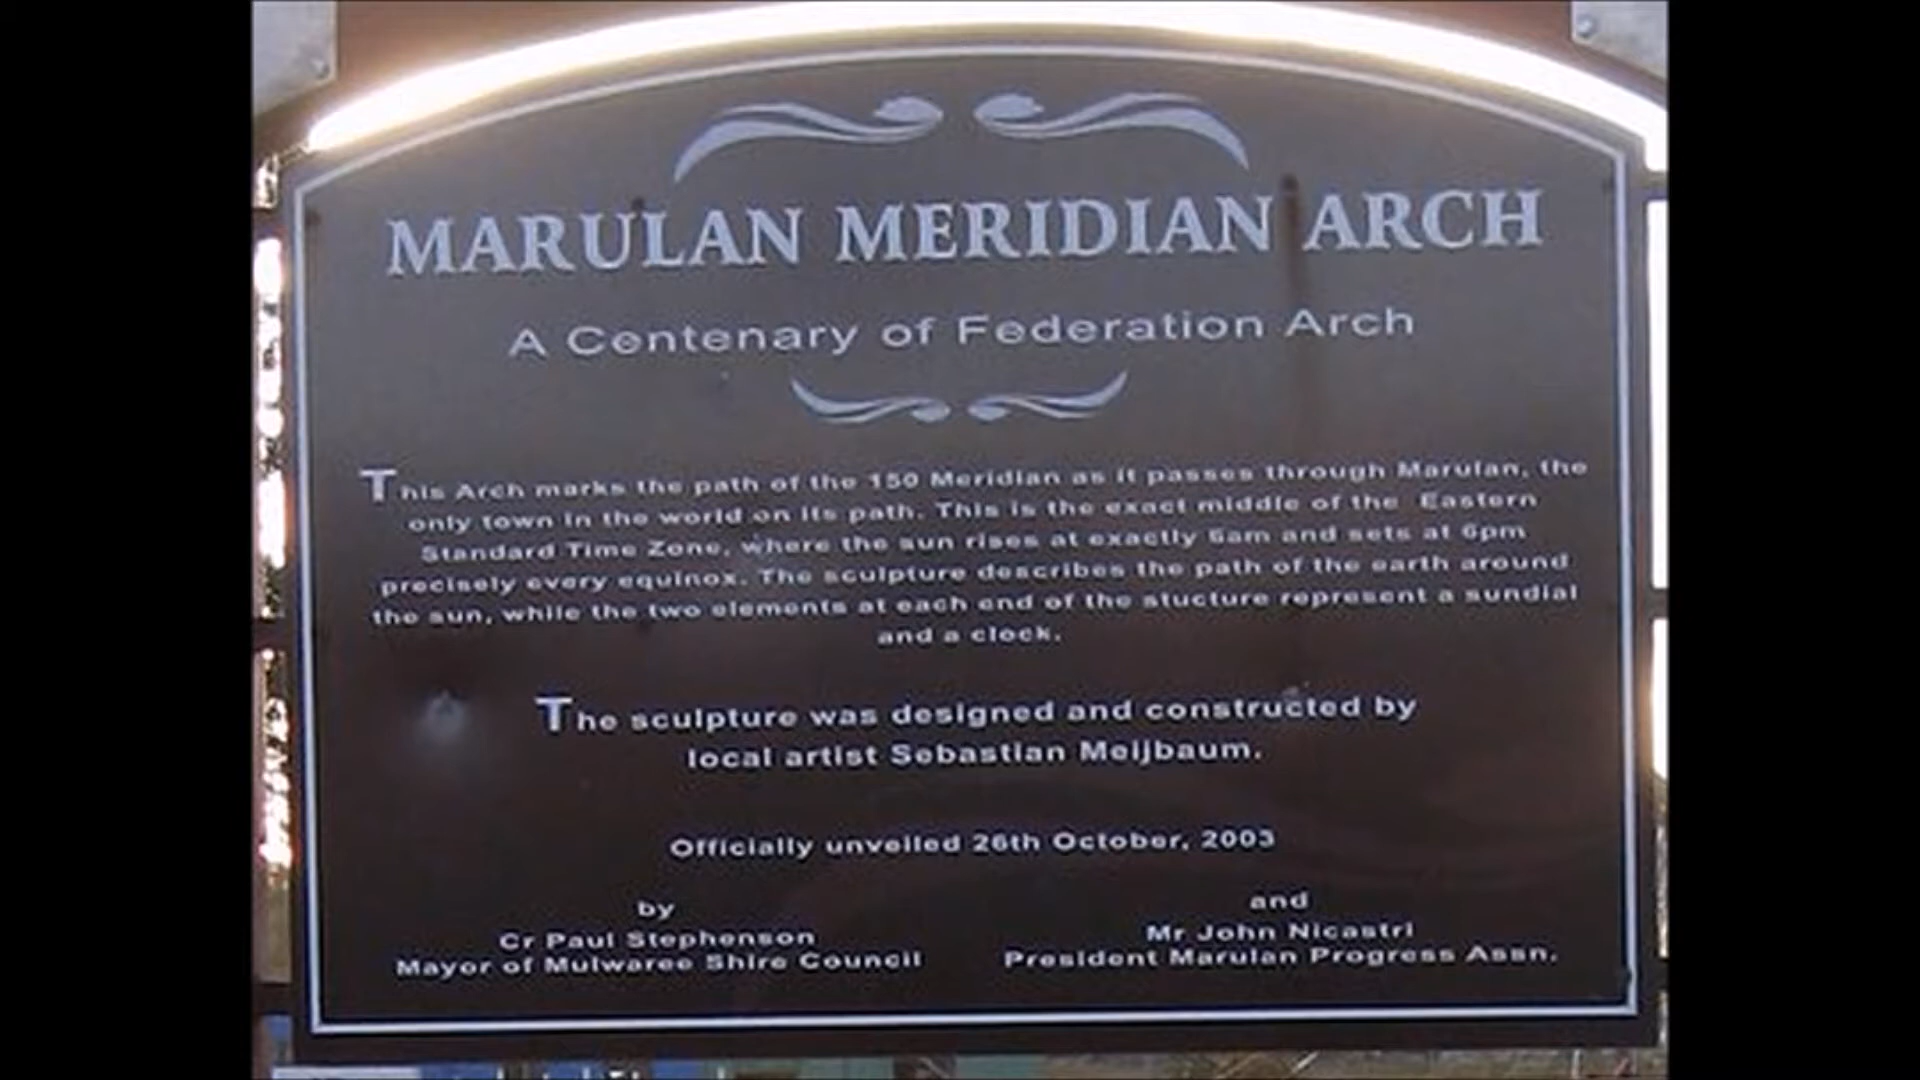 MARULAN MERIDIAN ARCH
A Centenary of Federation Arch
This Arch marks the path of the 150 Meridian as it passes through Marulan, the
only town in the world on its path. This is the exact middle of the Eastern
Standard Time Zone, where the sun rises at exactly 6am and sets at 6pm
precisely every equinox. The sculpture describes the path of the earth around
the sun, while the two elements at each end of the stucture represent a sundial
and a clock.
The sculpture was designed and constructed by
local artist Sebastian Meijbaum.
Officially unveiled 26th October, 2003
by
Cr Paul Stephenson
Mayor of Mulwaree Shire Council
and
Mr John Nicastri
President Marulan Progress Assn.